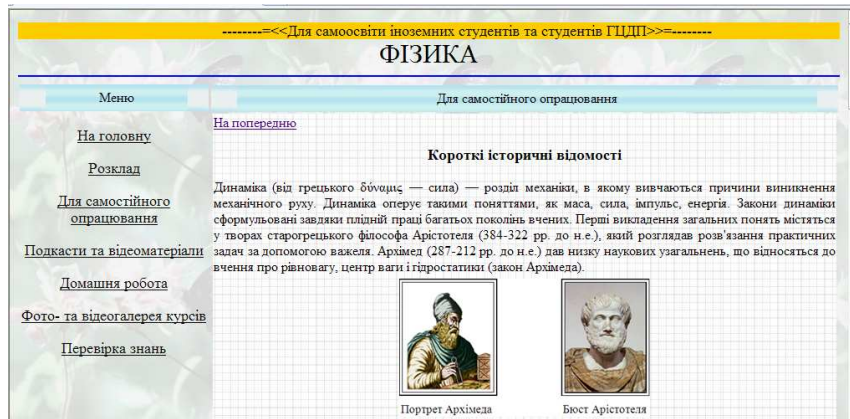 --------=<<Для самоосвіти іноземних студентів та студентів ГЦДП>>=--------
ФІЗИКА
Меню
Для самостійного опрацювання
На головну
Розклад
Для самостійного
опрацювання
Подкасти та відеоматеріали
Домашня робота
Фото- та відеогалерея курсів
Перевірка знань
На попередню
Короткі історичні відомості
Динаміка (від грецького δύναμις — сила) — розділ механіки, в якому вивчаються причини виникнення
механічного руху. Динаміка оперує такими поняттями, як маса, сила, імпульс, енергія. Закони динаміки
сформульовані завдяки плідній праці багатьох поколінь вчених. Перші викладення загальних понять містяться
у творах старогрецького філософа Арістотеля (384-322 рр. до н.е.), який розглядав розв'язання практичних
задач за допомогою важеля. Архімед (287-212 рр. до н.е.) дав низку наукових узагальнень, що відносяться до
вчення про рівновагу, центр ваги і гідростатики (закон Архімеда).
Портрет Архімеда
Бюст Арістотеля